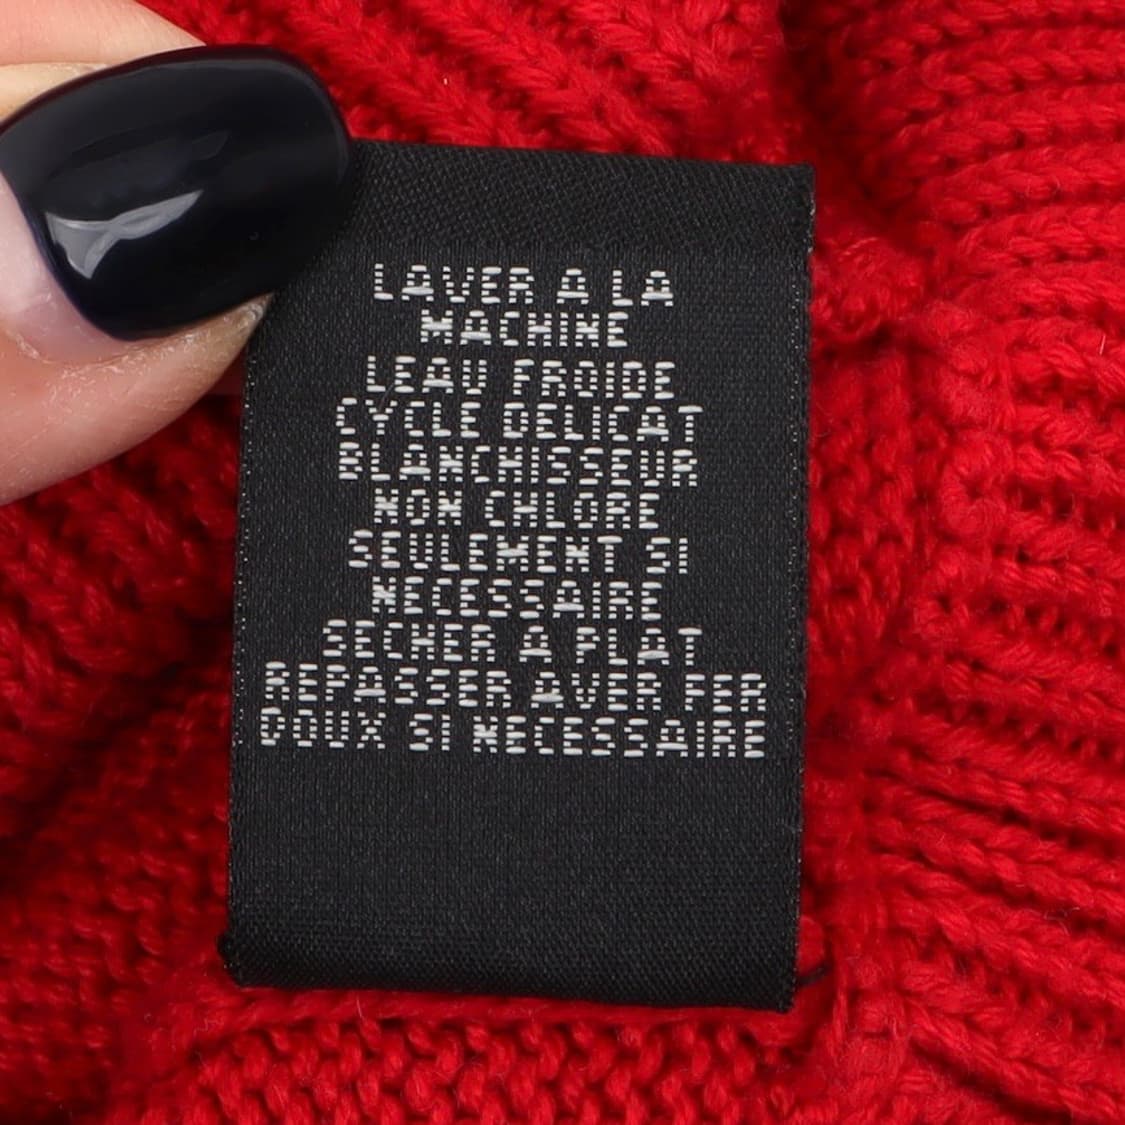 LAVER A LA
MACHINE
LEAU FROIDE
CYCLE DELICAT
BLANCHISSEUR
NON CHLORE
SEULEMENT SI
NECESSAIRE
SECHER A PLAT
REPASSER AVER FER
DOUX SI NECESSAIRE